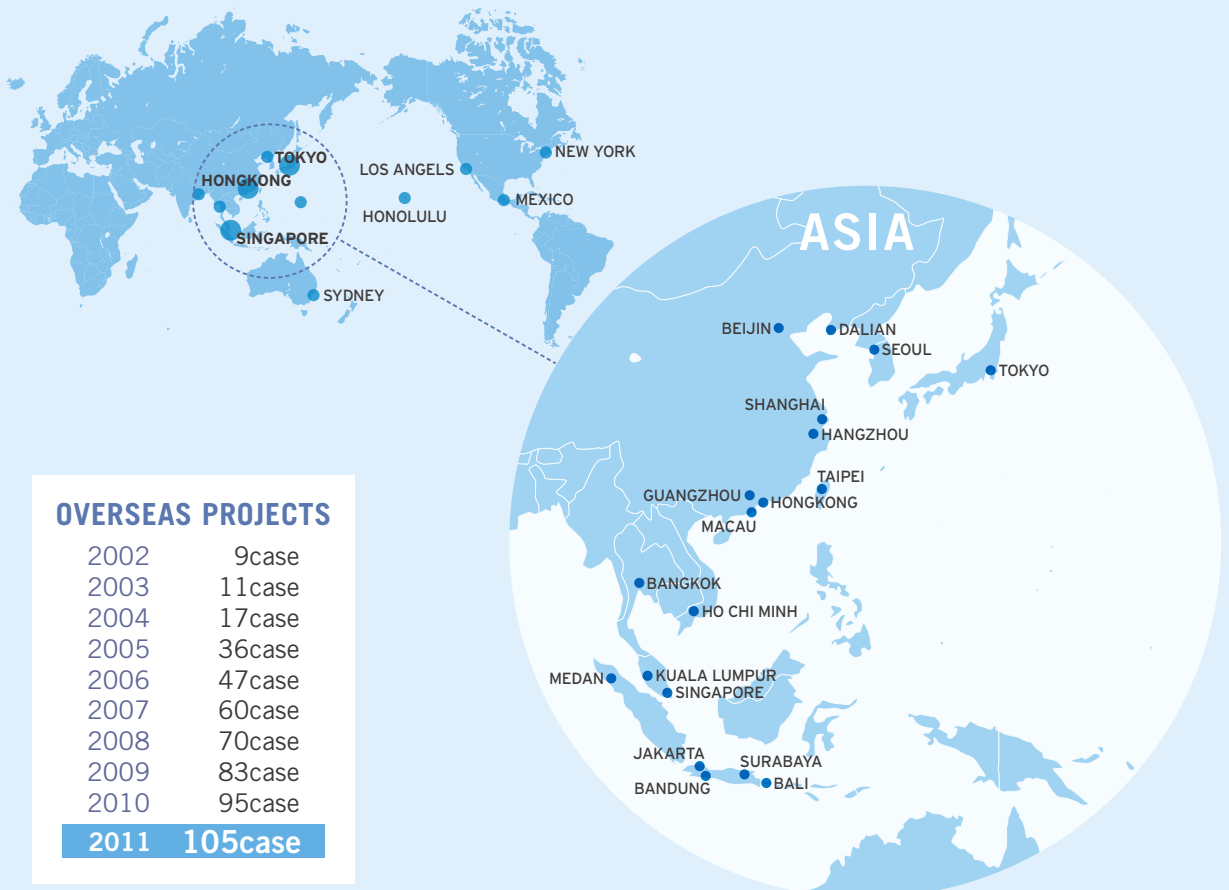 TOKYO
HONGKONG
SINGAPORE
SYDNEY
LOS ANGELS
HONOLULU
NEW YORK
MEXICO
ASIA
BEIJIN
DALIAN
SEOUL
TOKYO
SHANGHAI
HANGZHOU
TAIPEI
GUANGZHOU
HONGKONG
MACAU
BANGKOK
HO CHI MINH
MEDAN
KUALA LUMPUR
SINGAPORE
JAKARTA
SURABAYA
BANDUNG
BALI
OVERSEAS PROJECTS
2002 9case
2003 11case
2004 17case
2005 36case
2006 47case
2007 60case
2008 70case
2009 83case
2010 95case
2011 105case